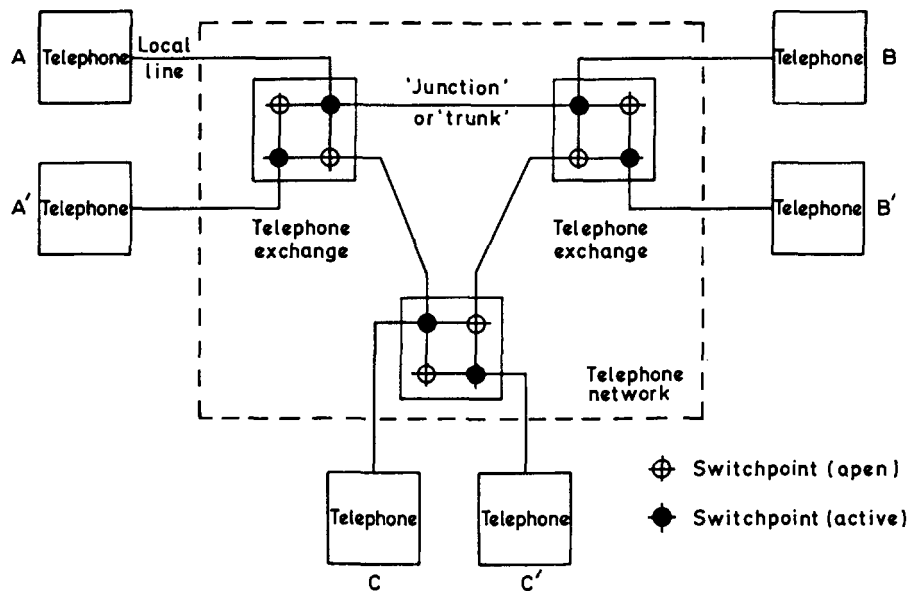 A
Telephone
Local
line
'Junction'
or 'trunk'
Telephone
B
A'
Telephone
Telephone
exchange
Telephone
exchange
Telephone
B'
Telephone
network
Telephone
C
Telephone
C'
Switchpoint (apen)
Switchpoint (active)